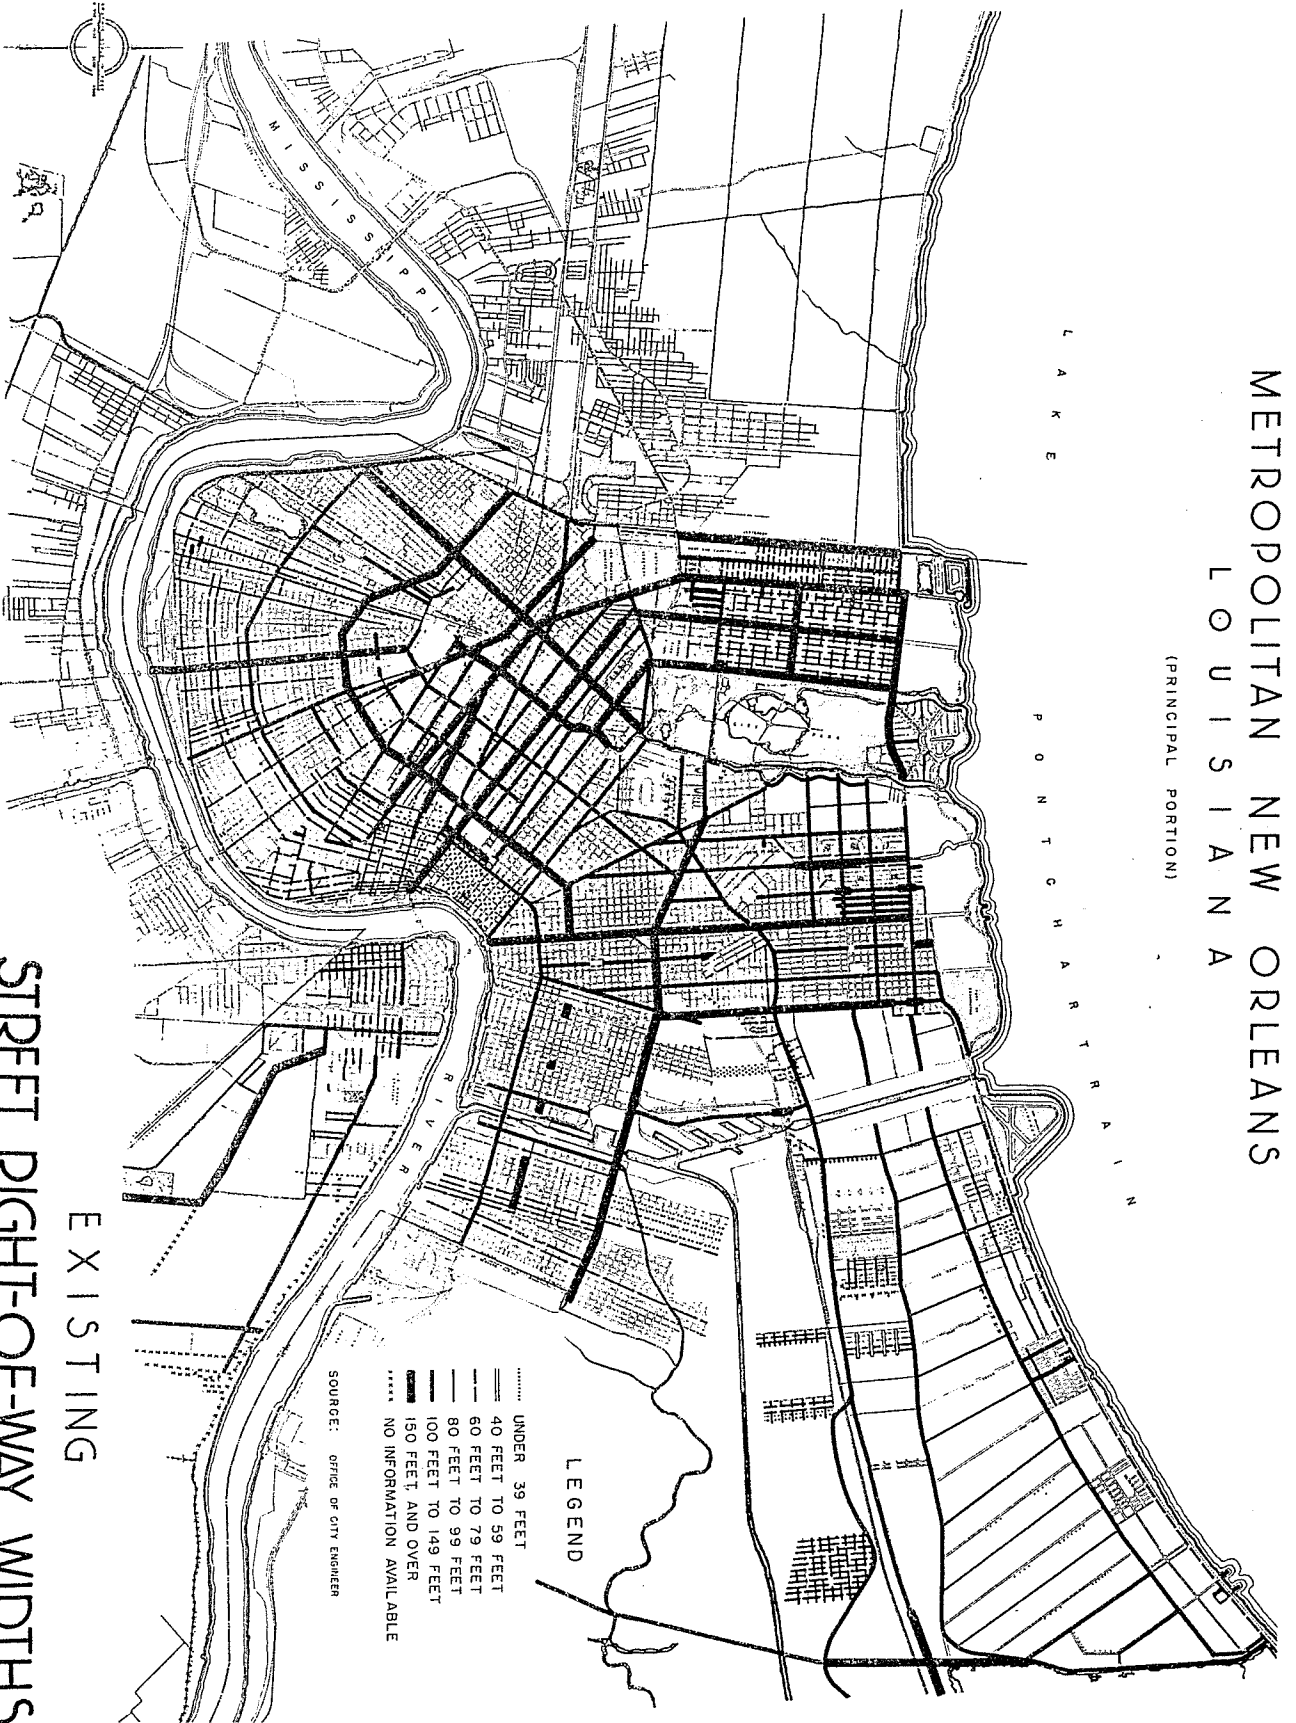 METROPOLITAN NEW ORLEANS
LOUISIANA
(PRINCIPAL PORTION)
LAKE PONTCHARTRAIN
MISSISSIPPI
RIVER
LEGEND
UNDER 39 FEET
40 FEET TO 59 FEET
60 FEET TO 79 FEET
80 FEET TO 99 FEET
100 FEET TO 149 FEET
150 FEET, AND OVER
NO INFORMATION AVAILABLE
SOURCE: OFFICE OF CITY ENGINEER
EXISTING
STREET RIGHT-OF-WAY WIDTHS